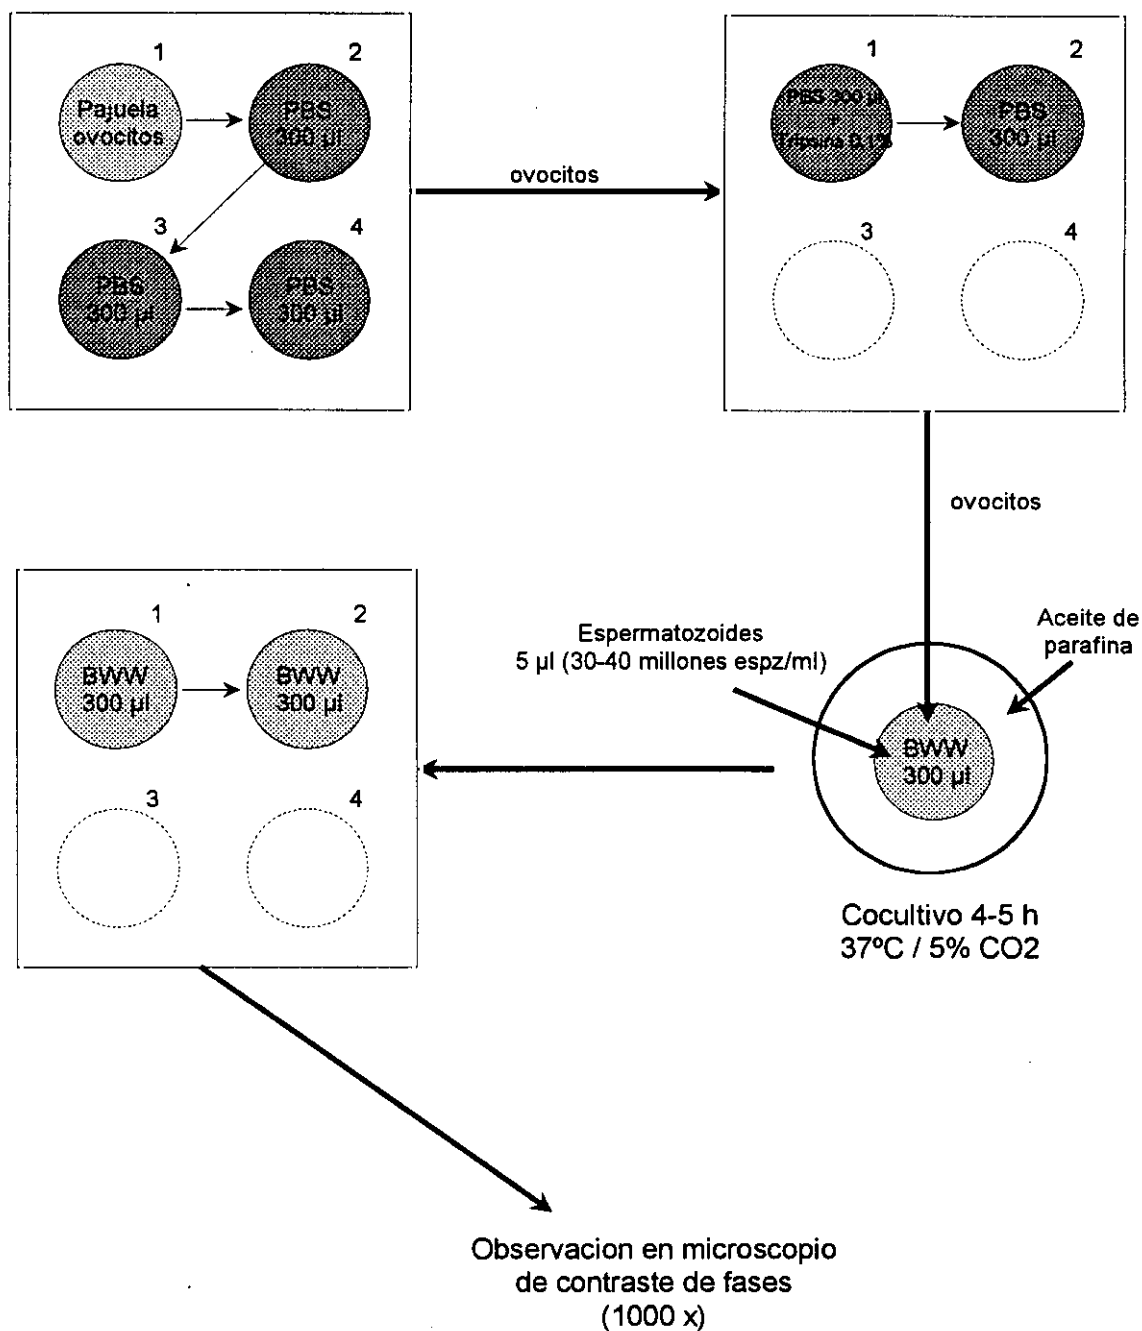 1
Pajuela
ovocitos
2
PBS
300 µl
3
PBS
300 µl
4
PBS
300 µl
ovocitos
1
PBS 300 µl
+
Tripsina 0,1%
2
PBS
300 µl
3
4
ovocitos
Espermatozoides
5 µl (30-40 millones espz/ml)
Aceite de
parafina
BWW
300 µl
Cocultivo 4-5 h
37ºC / 5% CO2
1
BWW
300 µl
2
BWW
300 µl
3
4
Observacion en microscopio
de contraste de fases
(1000 x)